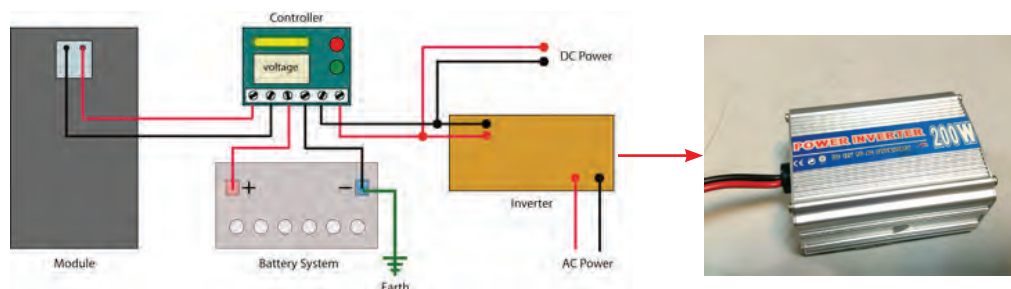 Controller
voltage
DC Power
+
−
Inverter
AC Power
Module
Battery System
Earth
POWER INVERTER
200W